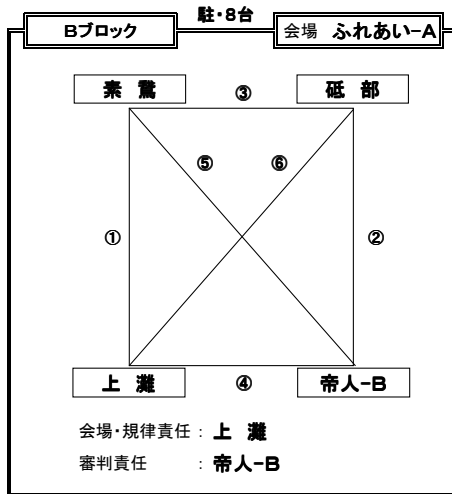 駐・8台
Bブロック
会場 ふれあい-A
素 鵞
砥 部
③
⑤
⑥
①
②
上 灘
④
帝人-B
会場・規律責任 : 上 灘
審判責任 : 帝人-B